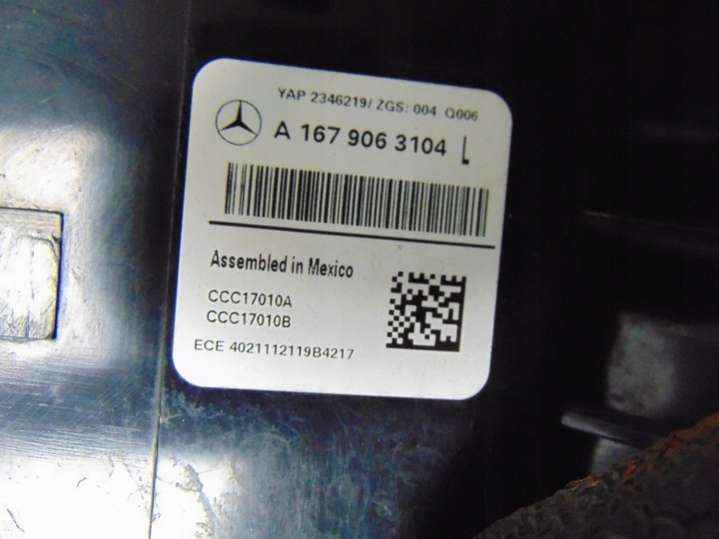 YAP 2346219/ ZGS: 004 Q006
A 167 906 3104 L
Assembled in Mexico
CCC17010A
CCC17010B
ECE 4021112119B4217